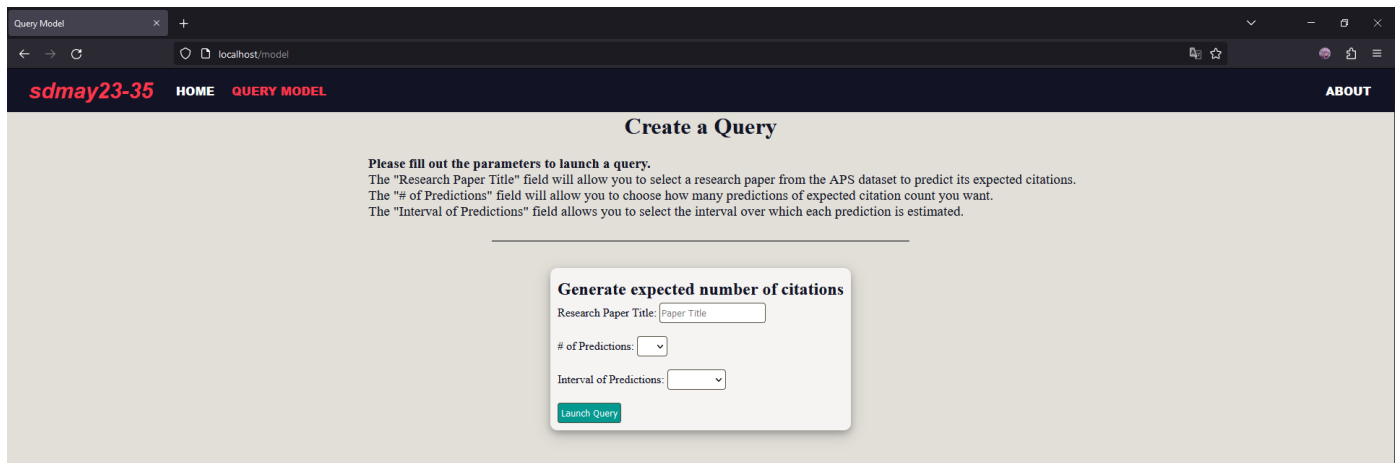 Query Model
localhost/model
sdmay23-35 HOME QUERY MODEL ABOUT
Create a Query
Please fill out the parameters to launch a query.
The "Research Paper Title" field will allow you to select a research paper from the APS dataset to predict its expected citations.
The "# of Predictions" field will allow you to choose how many predictions of expected citation count you want.
The "Interval of Predictions" field allows you to select the interval over which each prediction is estimated.
Generate expected number of citations
Research Paper Title: Paper Title
# of Predictions:
Interval of Predictions:
Launch Query